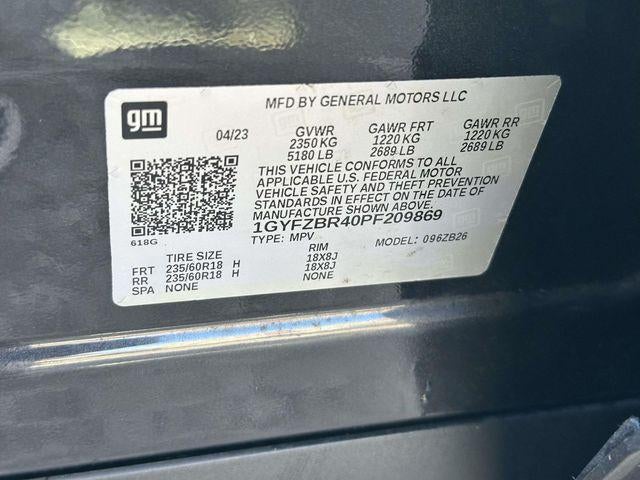 gm
MFD BY GENERAL MOTORS LLC
04/23 GVWR GAWR FRT GAWR RR
2350 KG 1220 KG 1220 KG
5180 LB 2689 LB 2689 LB
THIS VEHICLE CONFORMS TO ALL
APPLICABLE U.S. FEDERAL MOTOR
VEHICLE SAFETY AND THEFT PREVENTION
STANDARDS IN EFFECT ON THE DATE OF
MANUFACTURE SHOWN ABOVE.
1GYFZBR40PF209869
618G
TYPE: MPV MODEL: 096ZB26
TIRE SIZE RIM
FRT 235/60R18 H 18X8J
RR 235/60R18 H 18X8J
SPA NONE NONE